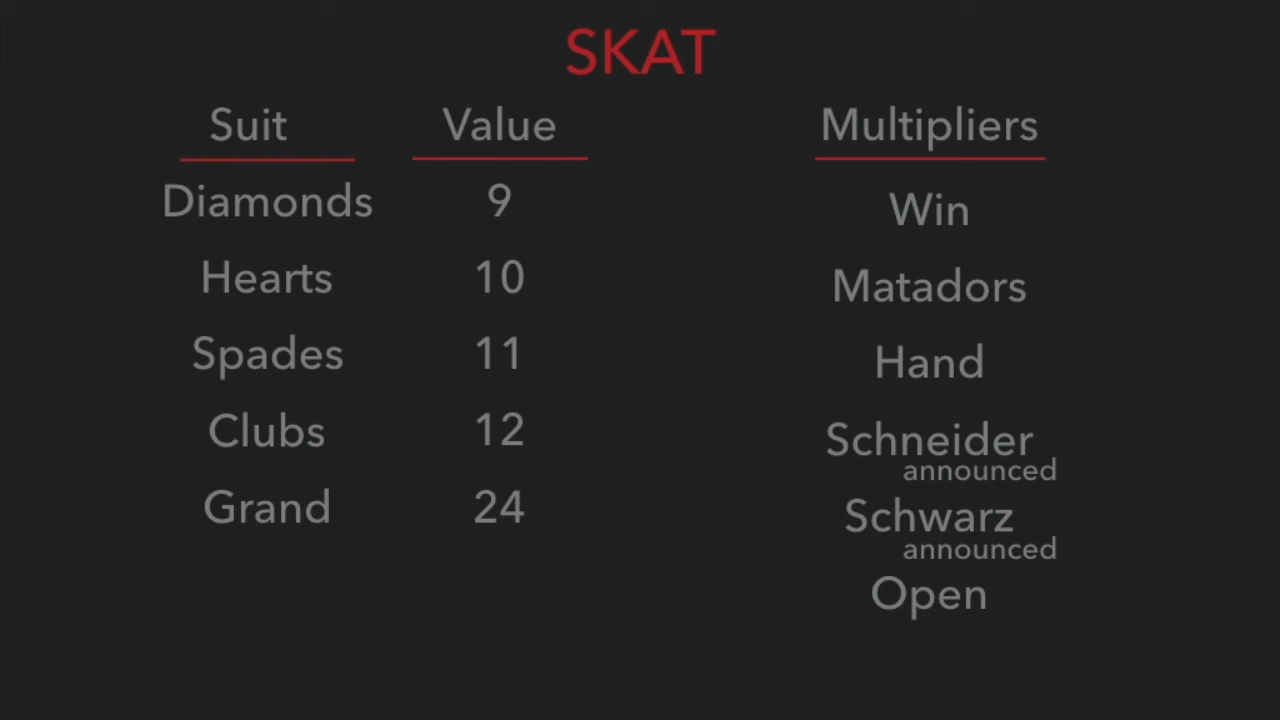 SKAT
Suit Value Multipliers
Diamonds 9 Win
Hearts 10 Matadors
Spades 11 Hand
Clubs 12 Schneider
announced
Grand 24 Schwarz
announced
Open